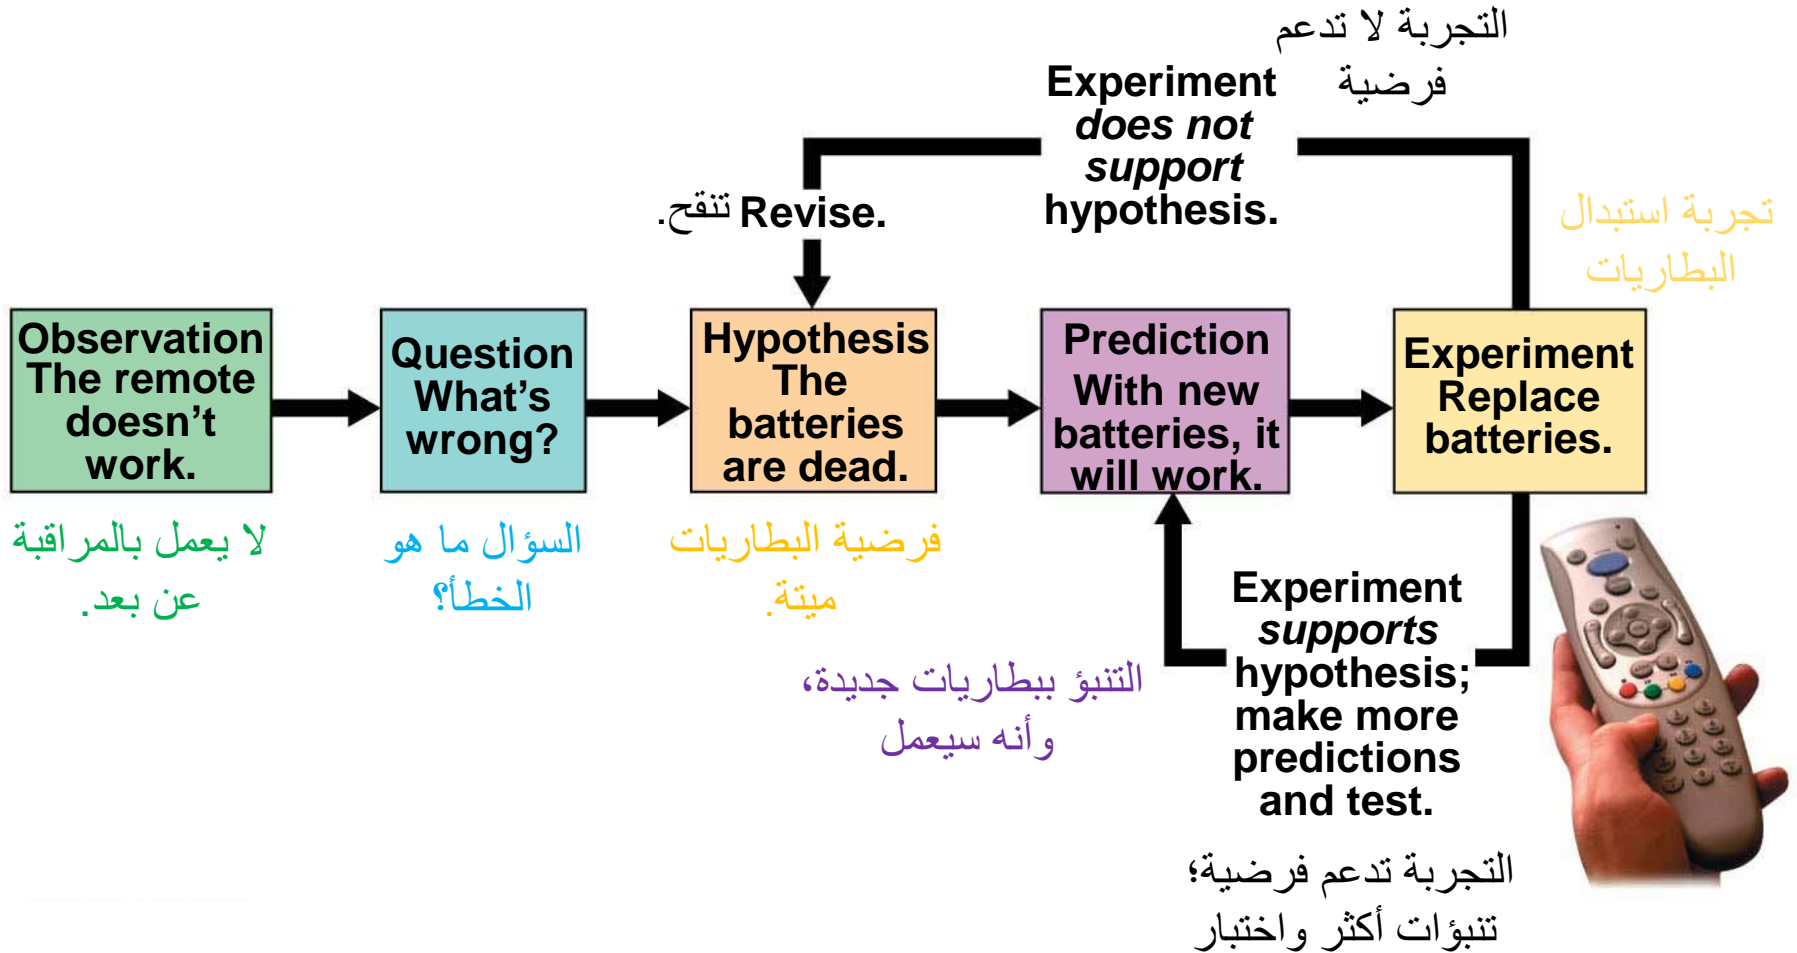 التجربة لا تدعم
فرضية
Experiment
does not
support
hypothesis.
Revise. تنقح.
تجربة استبدال
البطاريات
Observation
The remote
doesn't
work.
Question
What's
wrong?
Hypothesis
The
batteries
are dead.
Prediction
With new
batteries, it
will work.
Experiment
Replace
batteries.
لا يعمل بالمراقبة
عن بعد.
السؤال ما هو
الخطأ؟
فرضية البطاريات
ميتة.
التنبؤ ببطاريات جديدة،
وأنه سيعمل
Experiment
supports
hypothesis;
make more
predictions
and test.
التجربة تدعم فرضية؛
تنبؤات أكثر واختبار